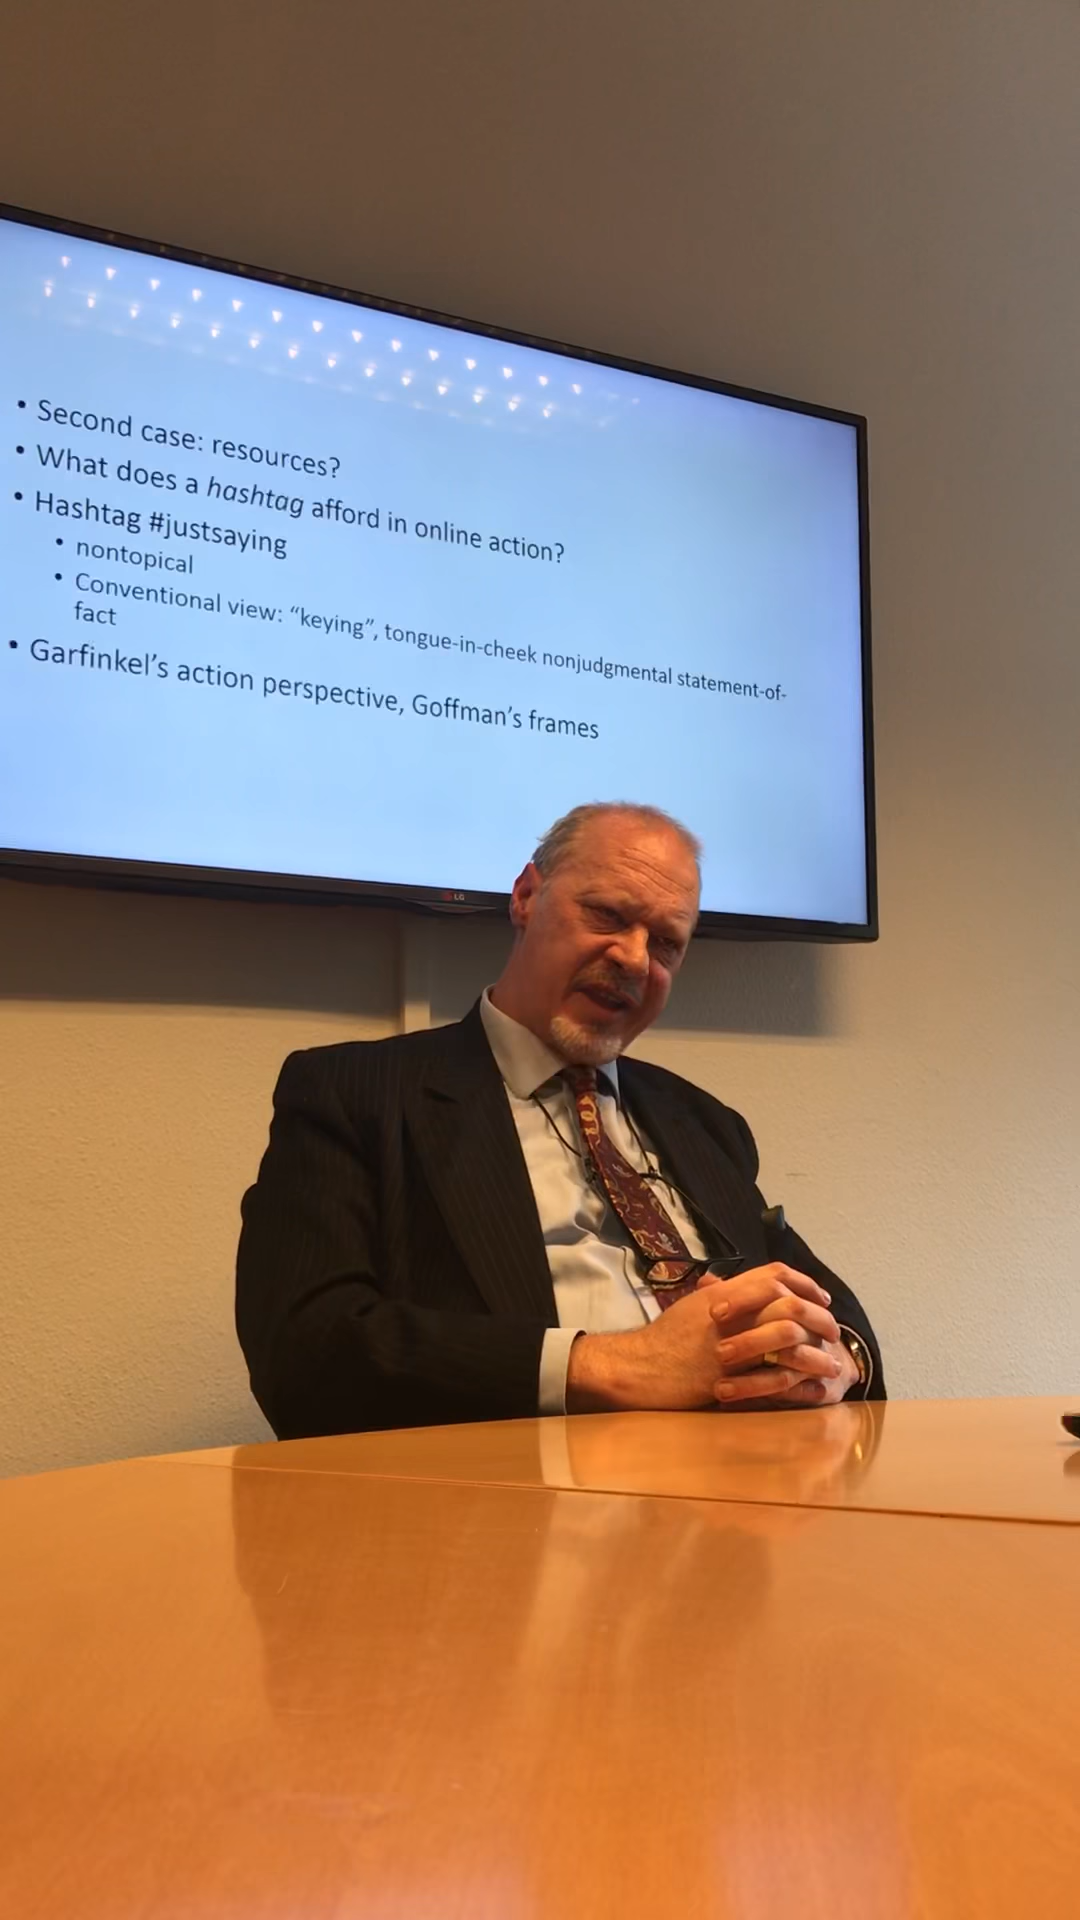 • Second case: resources?
• What does a hashtag afford in online action?
• Hashtag #justsaying
• nontopical
• Conventional view: “keying”, tongue-in-cheek nonjudgmental statement-of-
fact
• Garfinkel’s action perspective, Goffman’s frames
LG